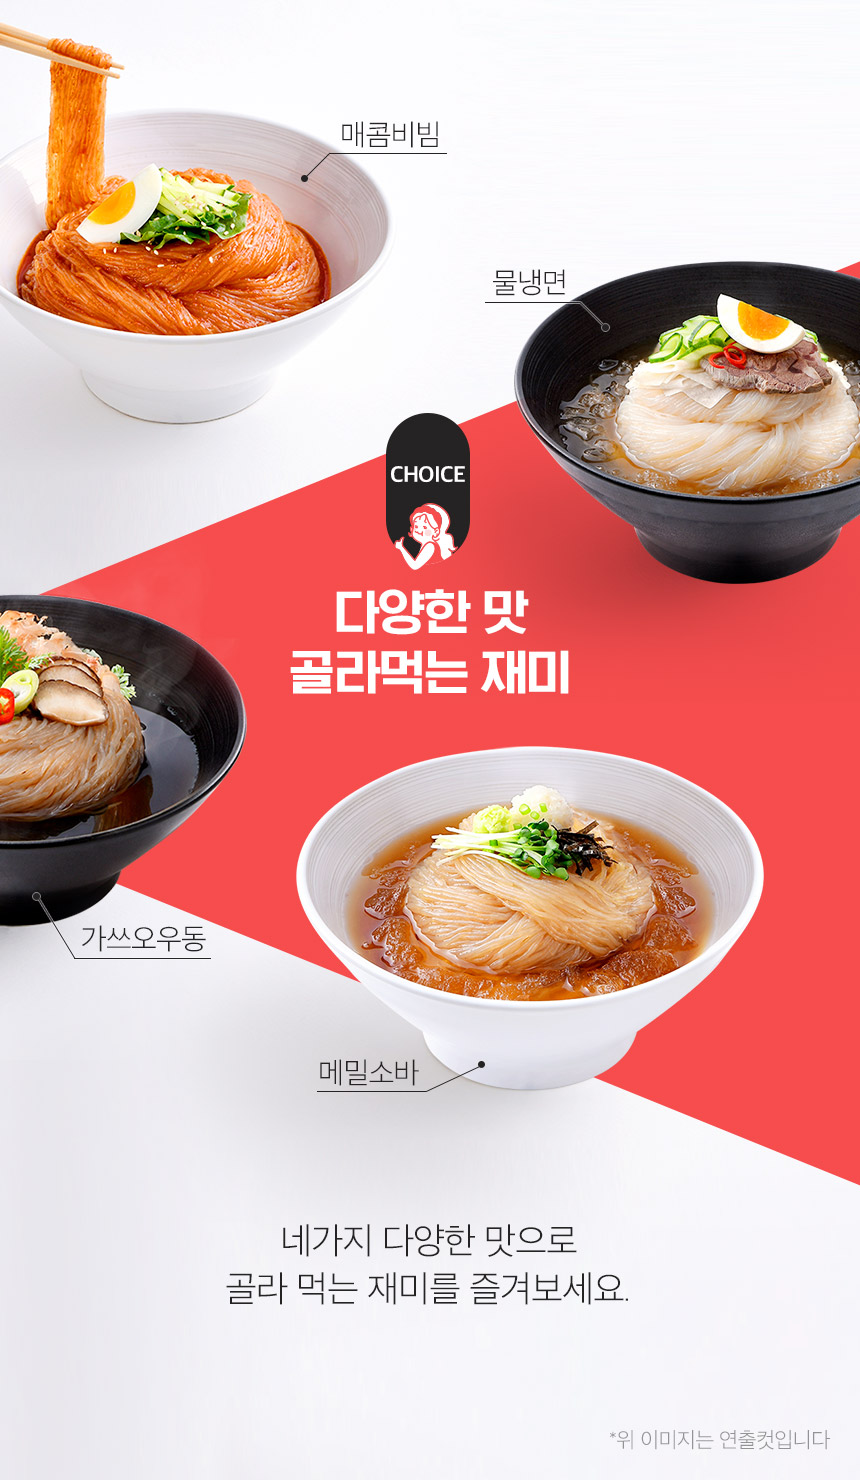 매콤비빔
물냉면
CHOICE
다양한 맛
골라먹는 재미
가쓰오우동
메밀소바
네가지 다양한 맛으로
골라 먹는 재미를 즐겨보세요.
*위 이미지는 연출컷입니다